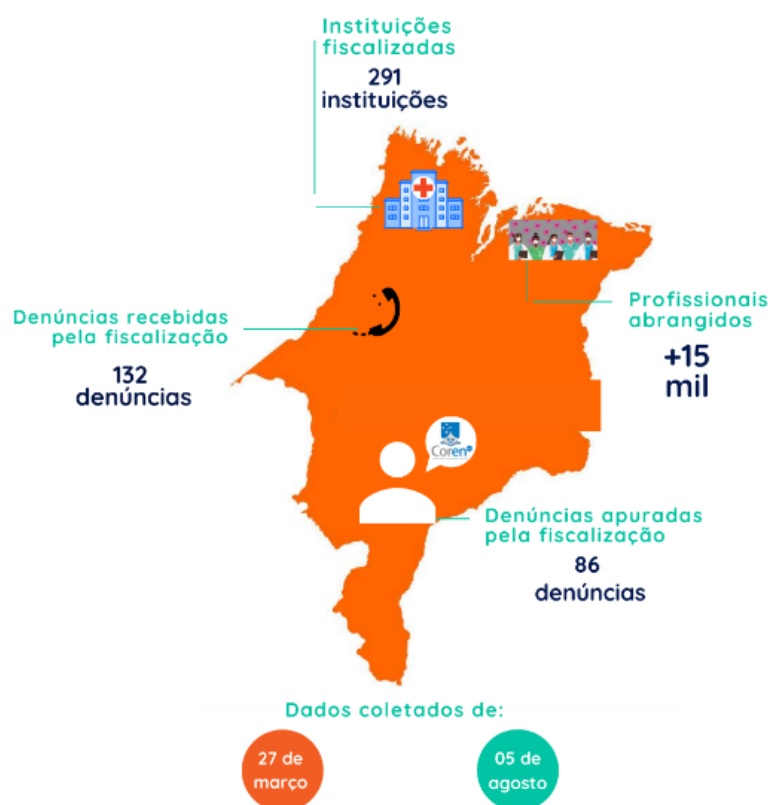 Instituições
fiscalizadas
291
instituições
Denúncias recebidas
pela fiscalização
132
denúncias
Profissionais
abrangidos
+15
mil
Coren
Denúncias apuradas
pela fiscalização
86
denúncias
Dados coletados de:
27 de
março
05 de
agosto